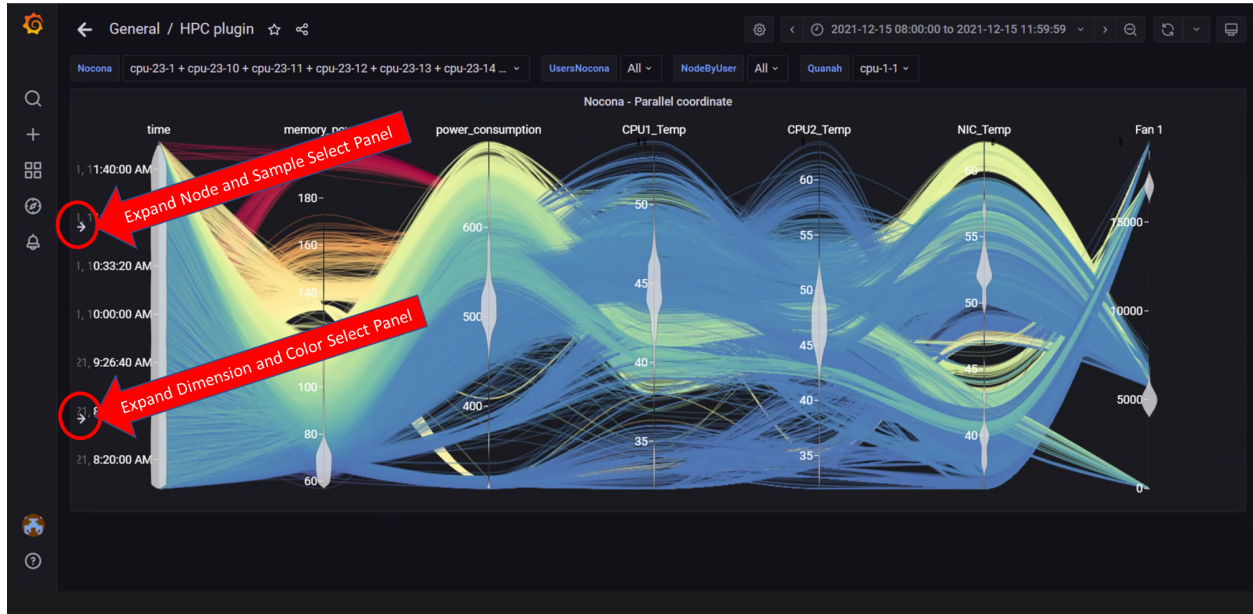 General / HPC plugin
2021-12-15 08:00:00 to 2021-12-15 11:59:59
Nocona cpu-23-1 + cpu-23-10 + cpu-23-11 + cpu-23-12 + cpu-23-13 + cpu-23-14 ... UsersNocona All NodeByUser All Quanah cpu-1-1
Nocona - Parallel coordinate
time power_consumption CPU1_Temp CPU2_Temp NIC_Temp Fan 1
11:40:00 AM
10:33:20 AM
10:00:00 AM
21, 9:26:40 AM
21, 8:20:00 AM
Expand Node and Sample Select Panel
Expand Dimension and Color Select Panel
180
160
140
100
80
60
600
500
400
50
45
40
35
60
55
50
45
40
35
60
55
50
45
40
15000
10000
5000
0